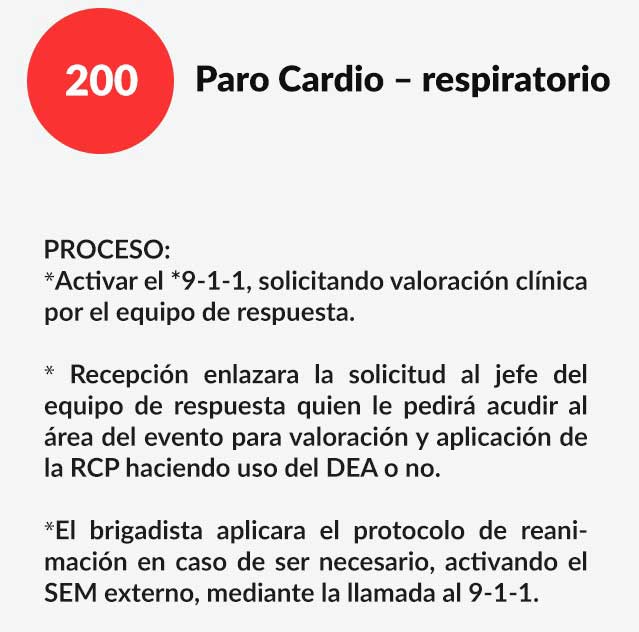 200
Paro Cardio – respiratorio
PROCESO:
*Activar el *9-1-1, solicitando valoración clínica
por el equipo de respuesta.
* Recepción enlazara la solicitud al jefe del
equipo de respuesta quien le pedirá acudir al
área del evento para valoración y aplicación de
la RCP haciendo uso del DEA o no.
*El brigadista aplicara el protocolo de reani-
mación en caso de ser necesario, activando el
SEM externo, mediante la llamada al 9-1-1.